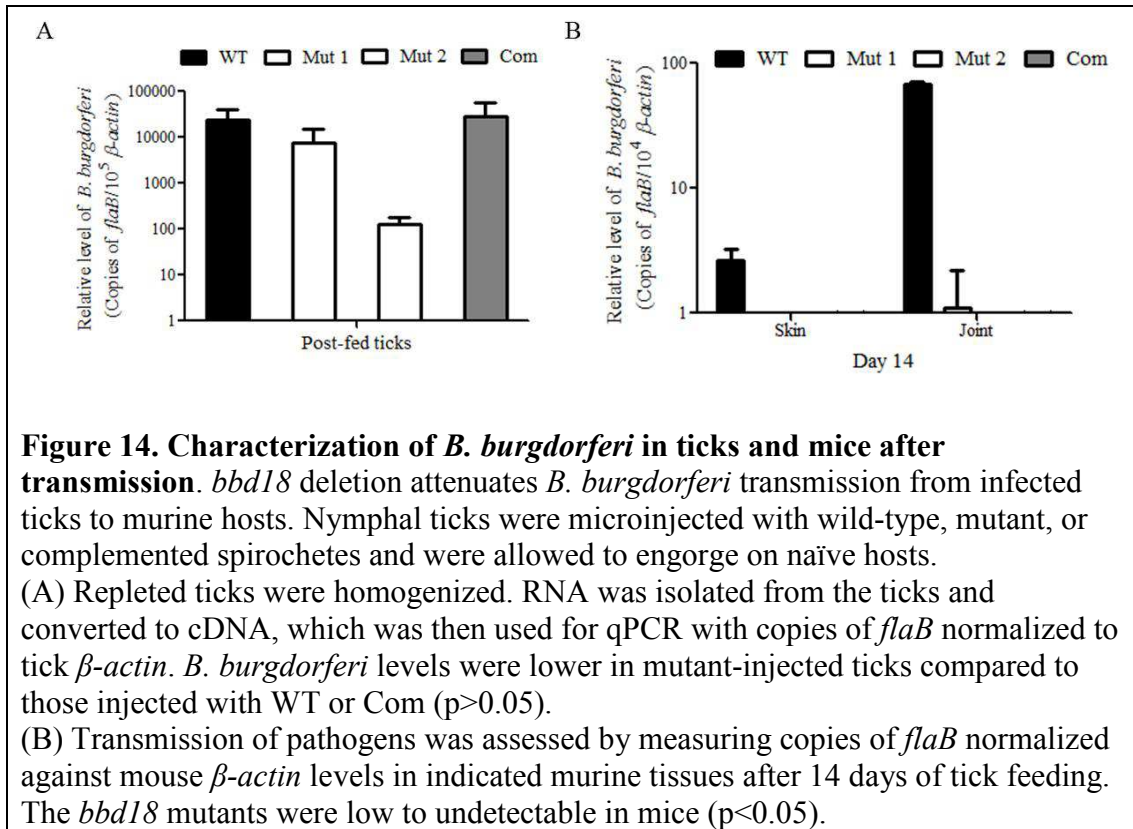 A
WT Mut 1 Mut 2 Com
Relative level of B. burgdorferi
(Copies of flaB/10^5 β-actin)
100000
10000
1000
100
10
1
Post-fed ticks
B
WT Mut 1 Mut 2 Com
Relative level of B. burgdorferi
(Copies of flaB/10^4 β-actin)
100
10
1
Skin Joint
Day 14
Figure 14. Characterization of B. burgdorferi in ticks and mice after
transmission. bbd18 deletion attenuates B. burgdorferi transmission from infected
ticks to murine hosts. Nymphal ticks were microinjected with wild-type, mutant, or
complemented spirochetes and were allowed to engorge on naïve hosts.
(A) Repleted ticks were homogenized. RNA was isolated from the ticks and
converted to cDNA, which was then used for qPCR with copies of flaB normalized to
tick β-actin. B. burgdorferi levels were lower in mutant-injected ticks compared to
those injected with WT or Com (p>0.05).
(B) Transmission of pathogens was assessed by measuring copies of flaB normalized
against mouse β-actin levels in indicated murine tissues after 14 days of tick feeding.
The bbd18 mutants were low to undetectable in mice (p<0.05).